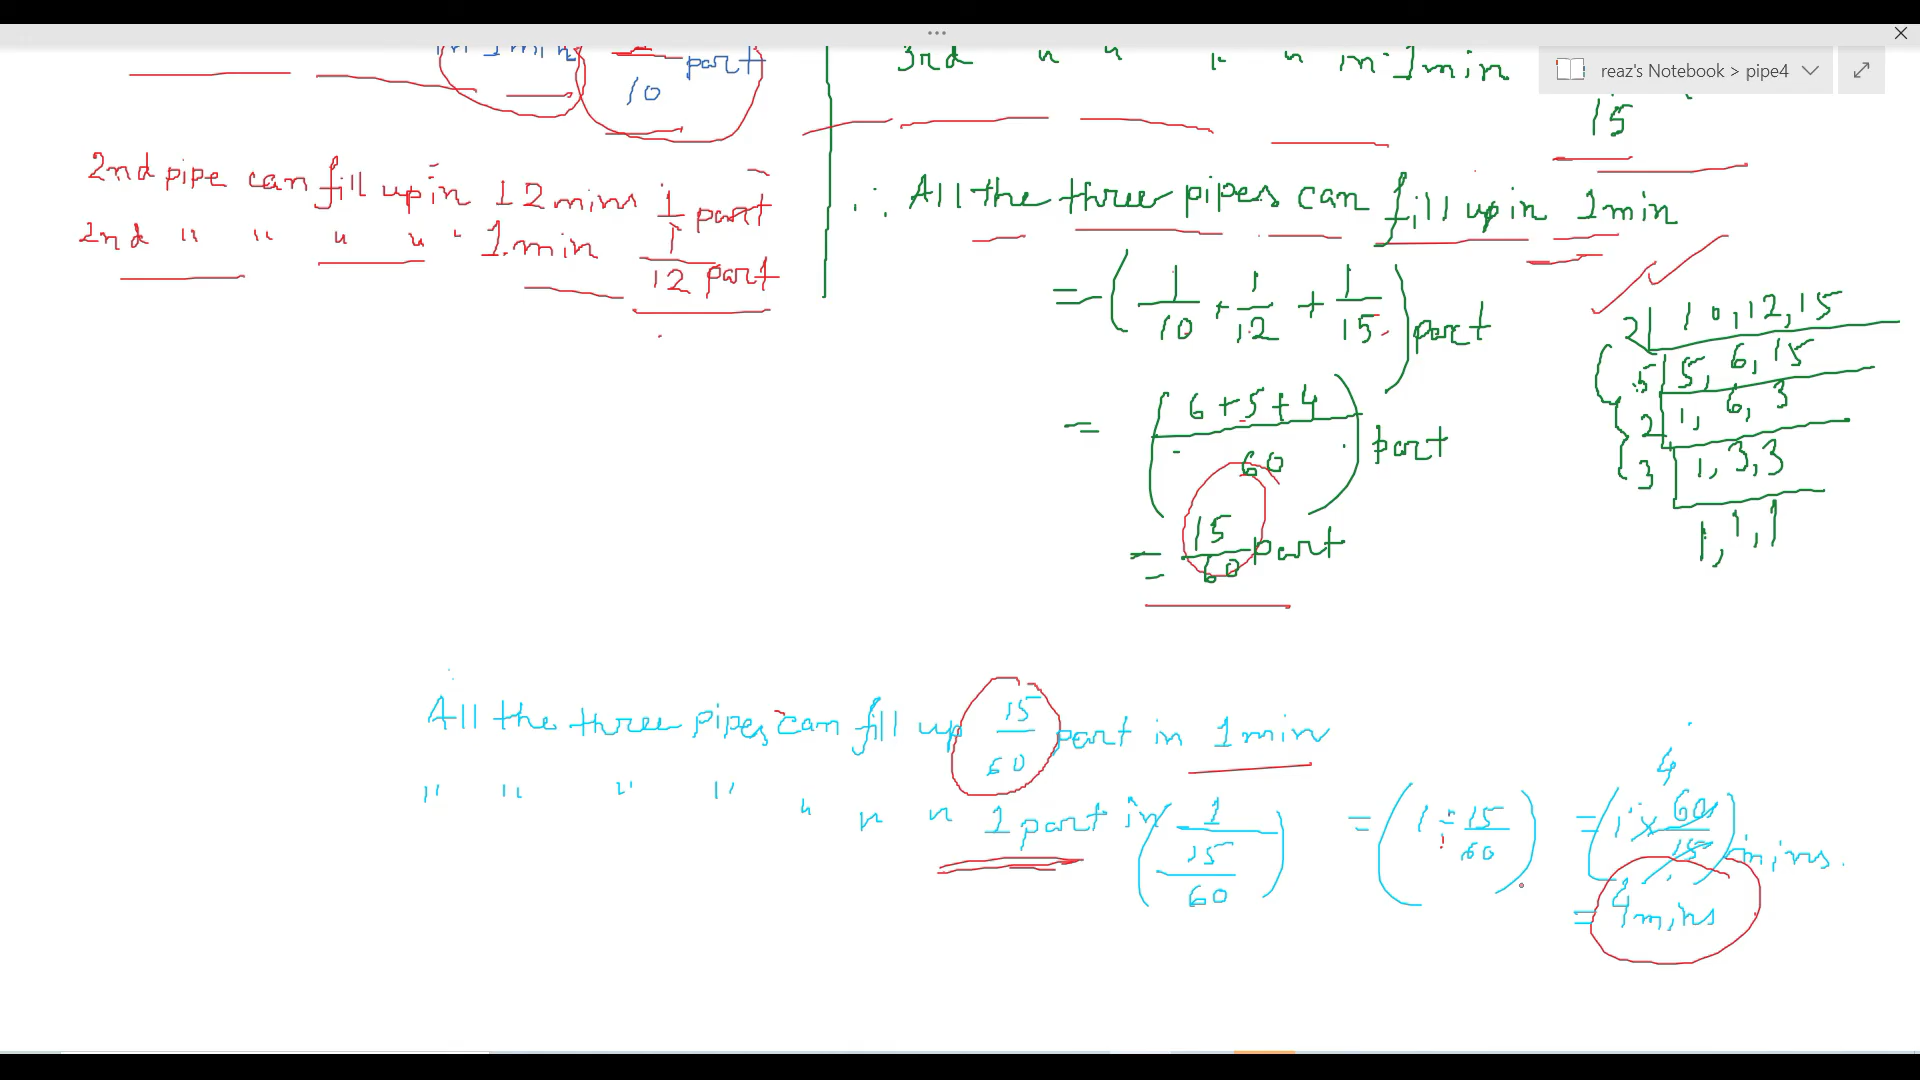 reaz's Notebook > pipe4
in 1 min 1/10 part
2nd pipe can fill up in 12 mins 1 part
2nd " " " " " 1 min 1/12 part
3rd " " " " in 1 min
15
∴ All the three pipes can fill up in 1 min
= (1/10 + 1/12 + 1/15) part
= (6+5+4/60) part
= 15/60 part
2 | 10, 12, 15
5 | 5, 6, 15
2 | 1, 6, 3
3 | 1, 3, 3
1, 1, 1
All the three pipes can fill up 15/60 part in 1 min
" " " " " " " 1 part in (1/(15/60)) = (1 ÷ 15/60) = (1 × 60/15) mins.
4
= 4 mins